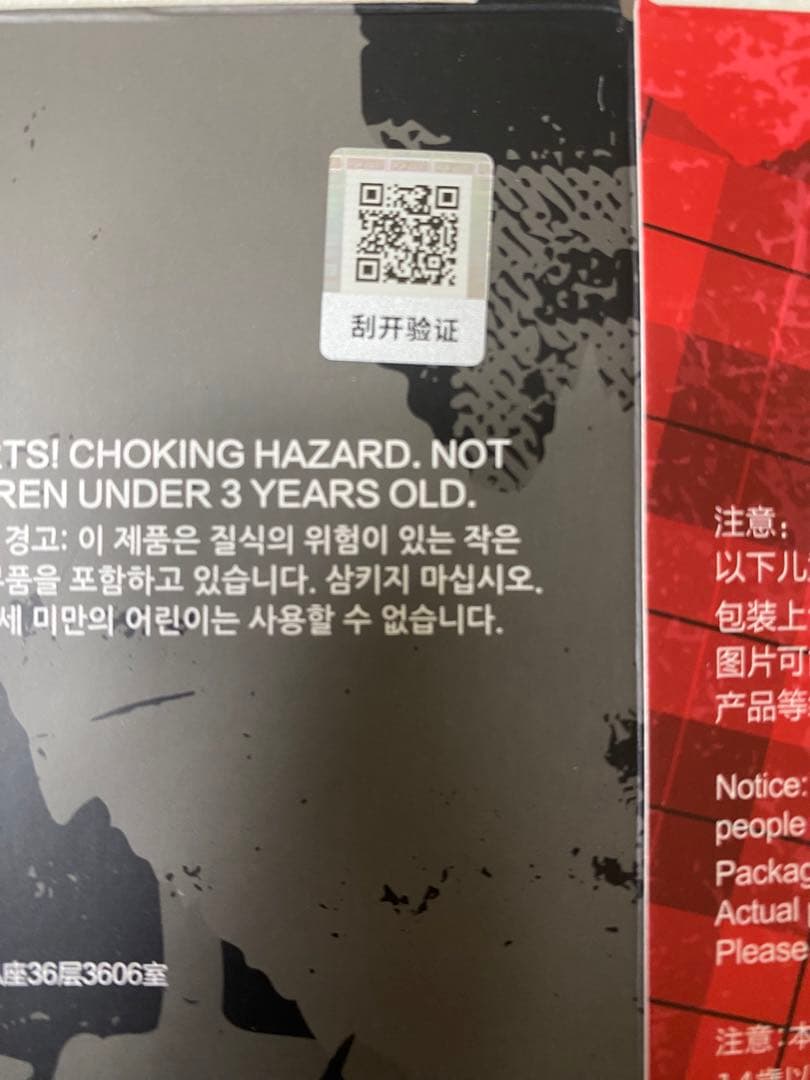 刮开验证
RTS! CHOKING HAZARD. NOT
REN UNDER 3 YEARS OLD.
경고: 이 제품은 질식의 위험이 있는 작은
부품을 포함하고 있습니다. 삼키지 마십시오.
세 미만의 어린이는 사용할 수 없습니다.
座36层3606室
注意：
以下儿
包装上
图片可
产品等
Notice:
people
Packag
Actual
Please
注意:本